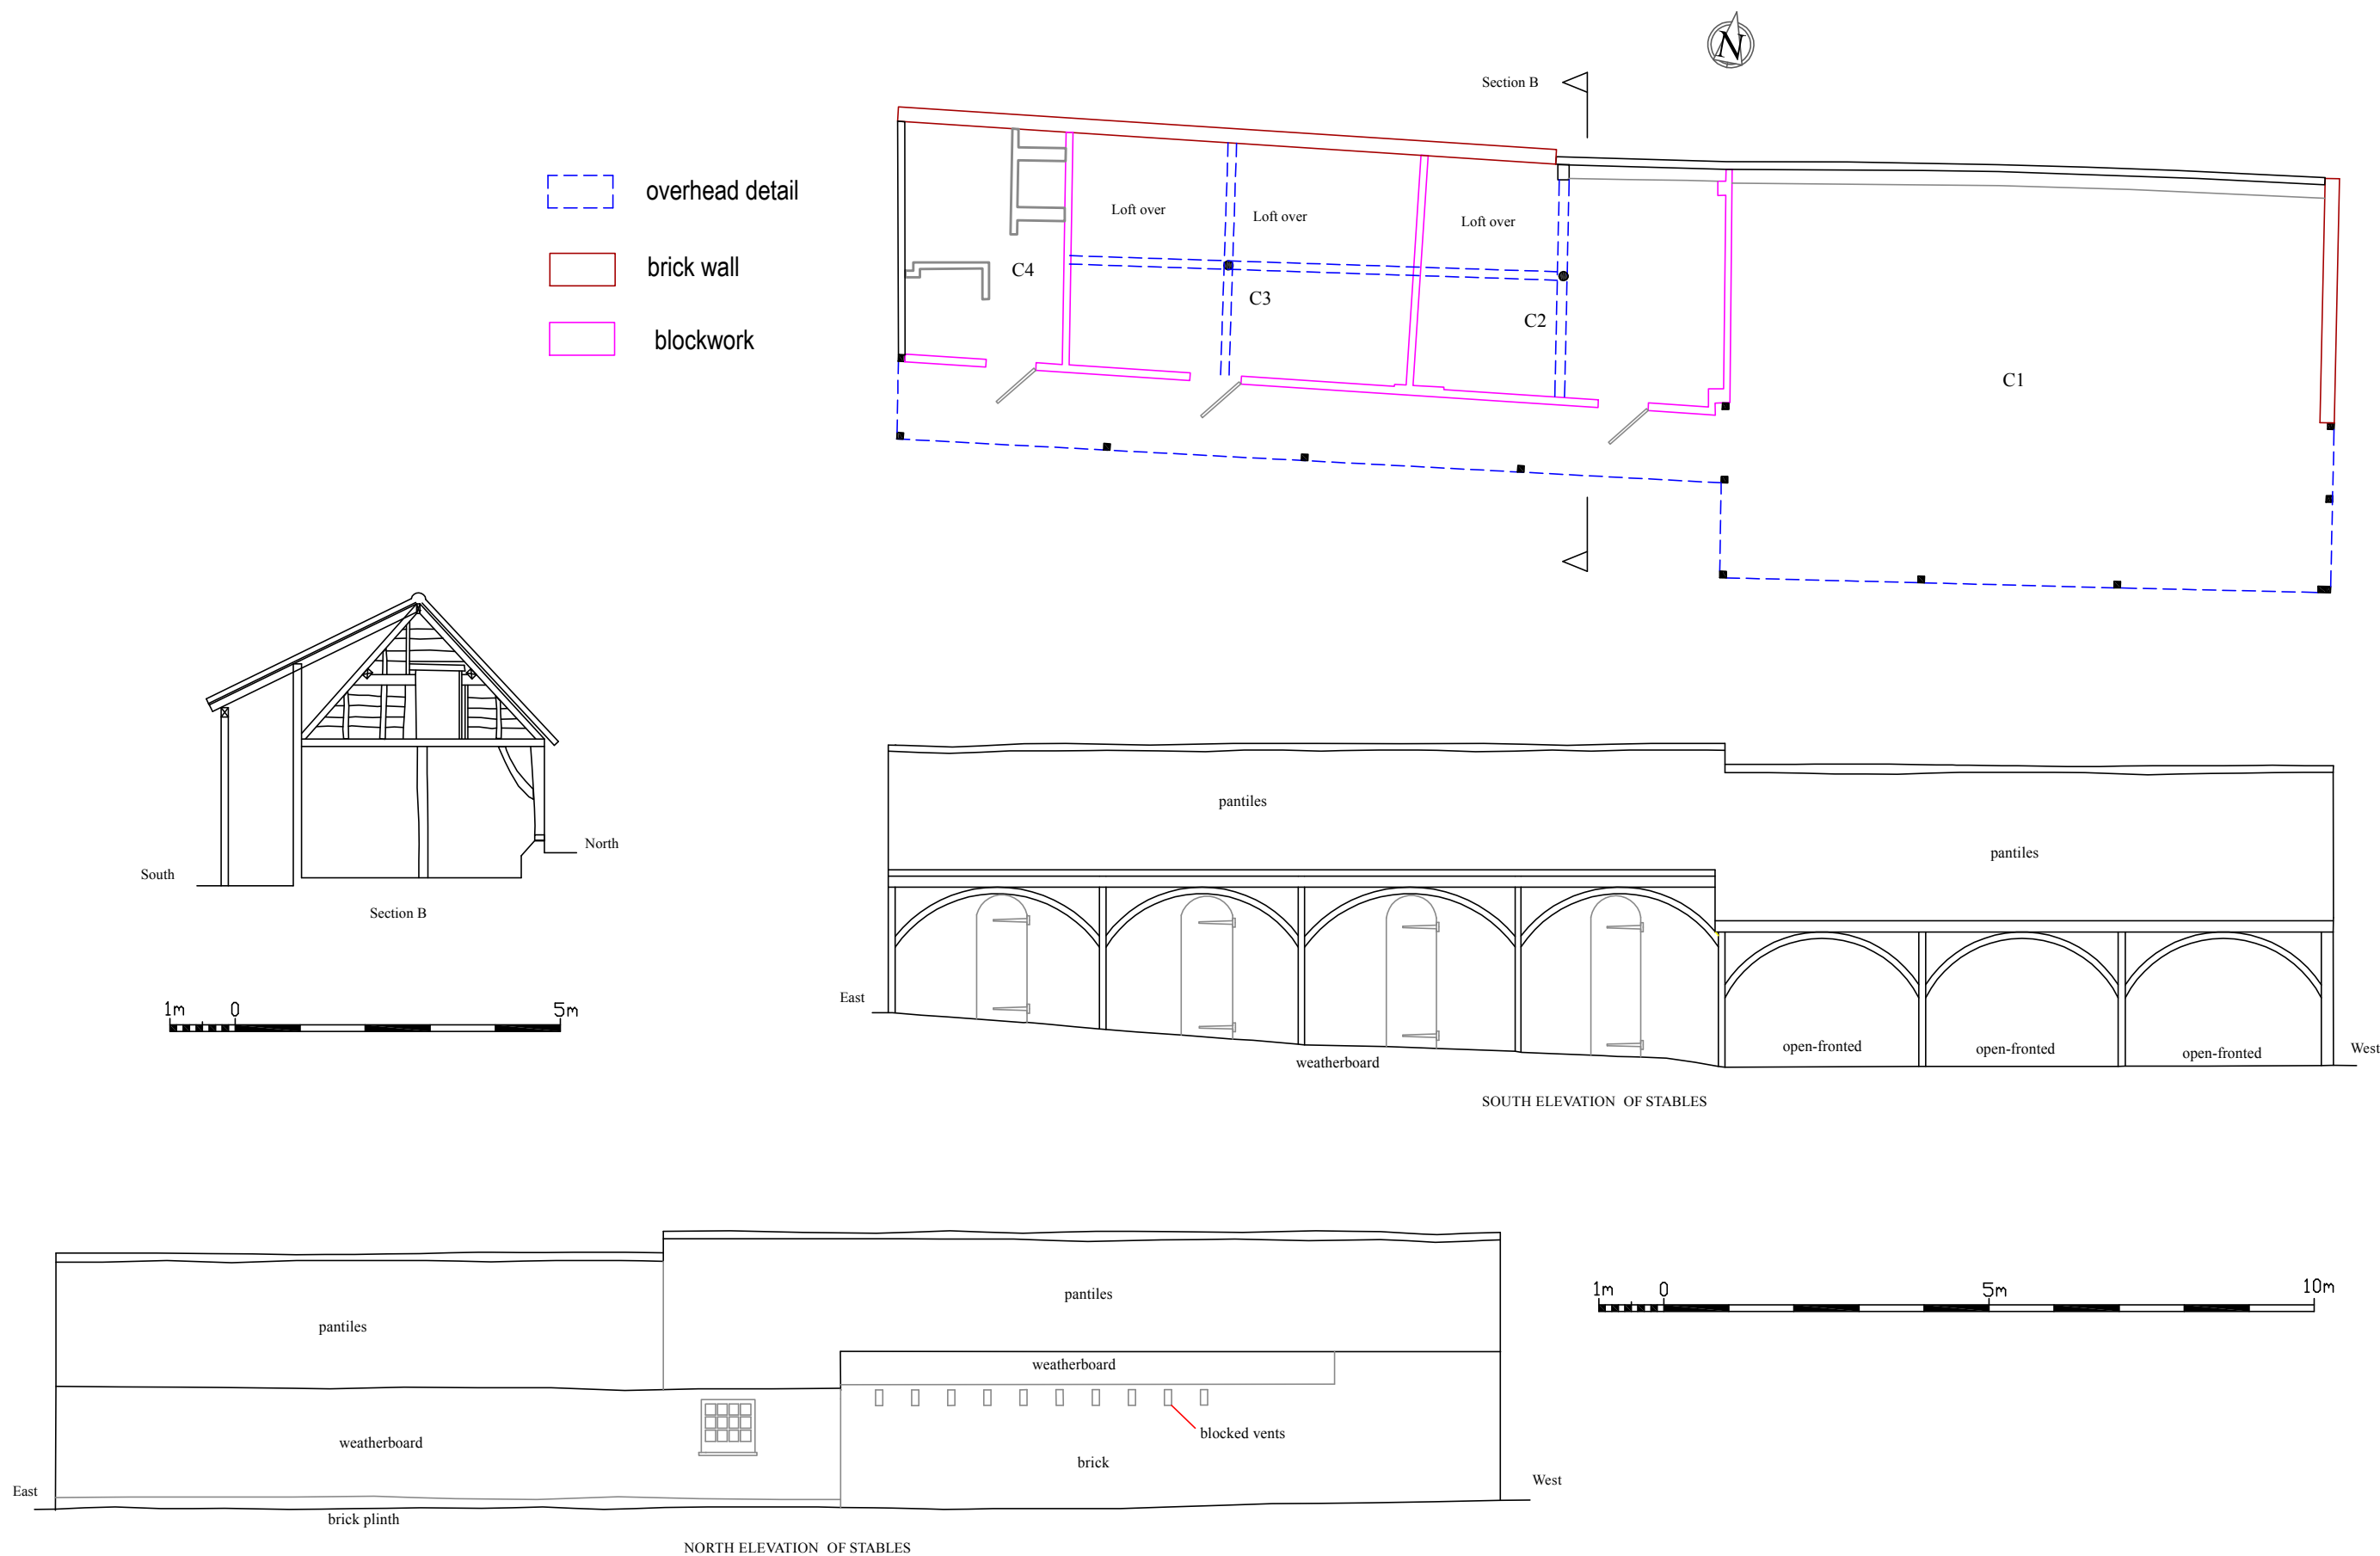 N
Section B
overhead detail
brick wall
blockwork
Loft over
Loft over
Loft over
C4
C3
C2
C1
South
North
Section B
1m 0 5m
pantiles
pantiles
East
West
open-fronted
open-fronted
open-fronted
weatherboard
SOUTH ELEVATION OF STABLES
1m 0 5m 10m
pantiles
pantiles
weatherboard
weatherboard
blocked vents
brick
East
West
brick plinth
NORTH ELEVATION OF STABLES